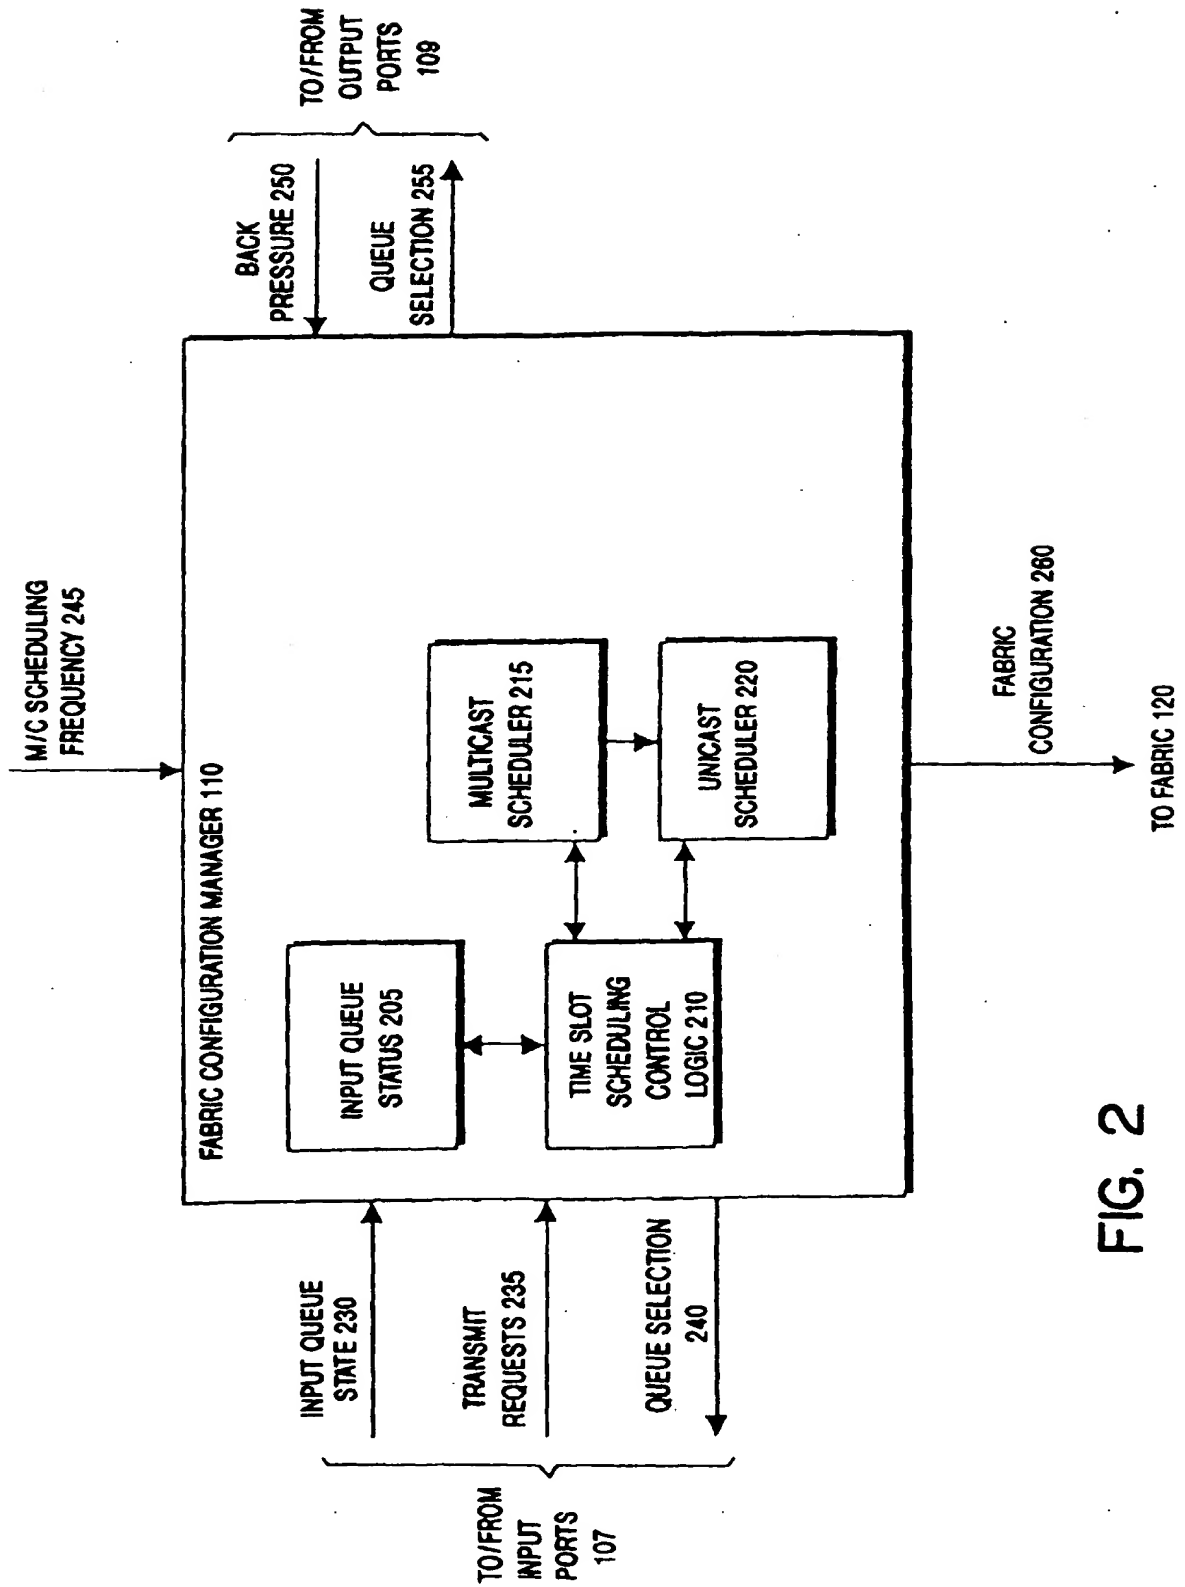 M/C SCHEDULING
FREQUENCY 245
FABRIC CONFIGURATION MANAGER 110
INPUT QUEUE
STATE 230
TRANSMIT
REQUESTS 235
QUEUE SELECTION
240
TO/FROM
INPUT
PORTS
107
INPUT QUEUE
STATUS 205
TIME SLOT
SCHEDULING
CONTROL
LOGIC 210
MULTICAST
SCHEDULER 215
UNICAST
SCHEDULER 220
BACK
PRESSURE 250
QUEUE
SELECTION 255
TO/FROM
OUTPUT
PORTS
109
FABRIC
CONFIGURATION 260
TO FABRIC 120
FIG. 2